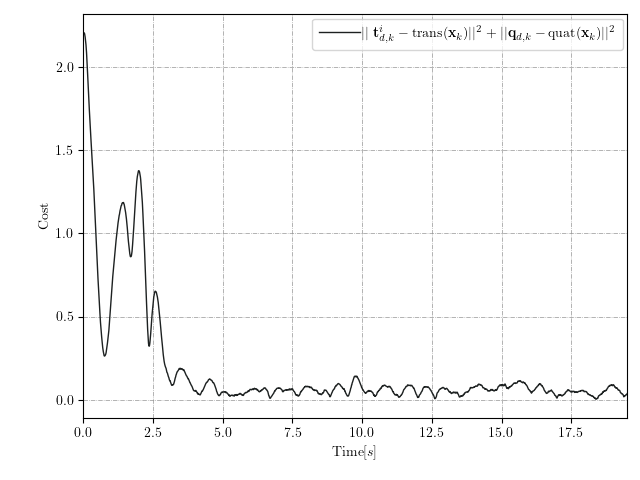 || t^i_{d,k} − trans(x_k)||^2 + ||q_{d,k} − quat(x_k)||^2
2.0
1.5
1.0
0.5
0.0
Cost
0.0 2.5 5.0 7.5 10.0 12.5 15.0 17.5
Time[s]